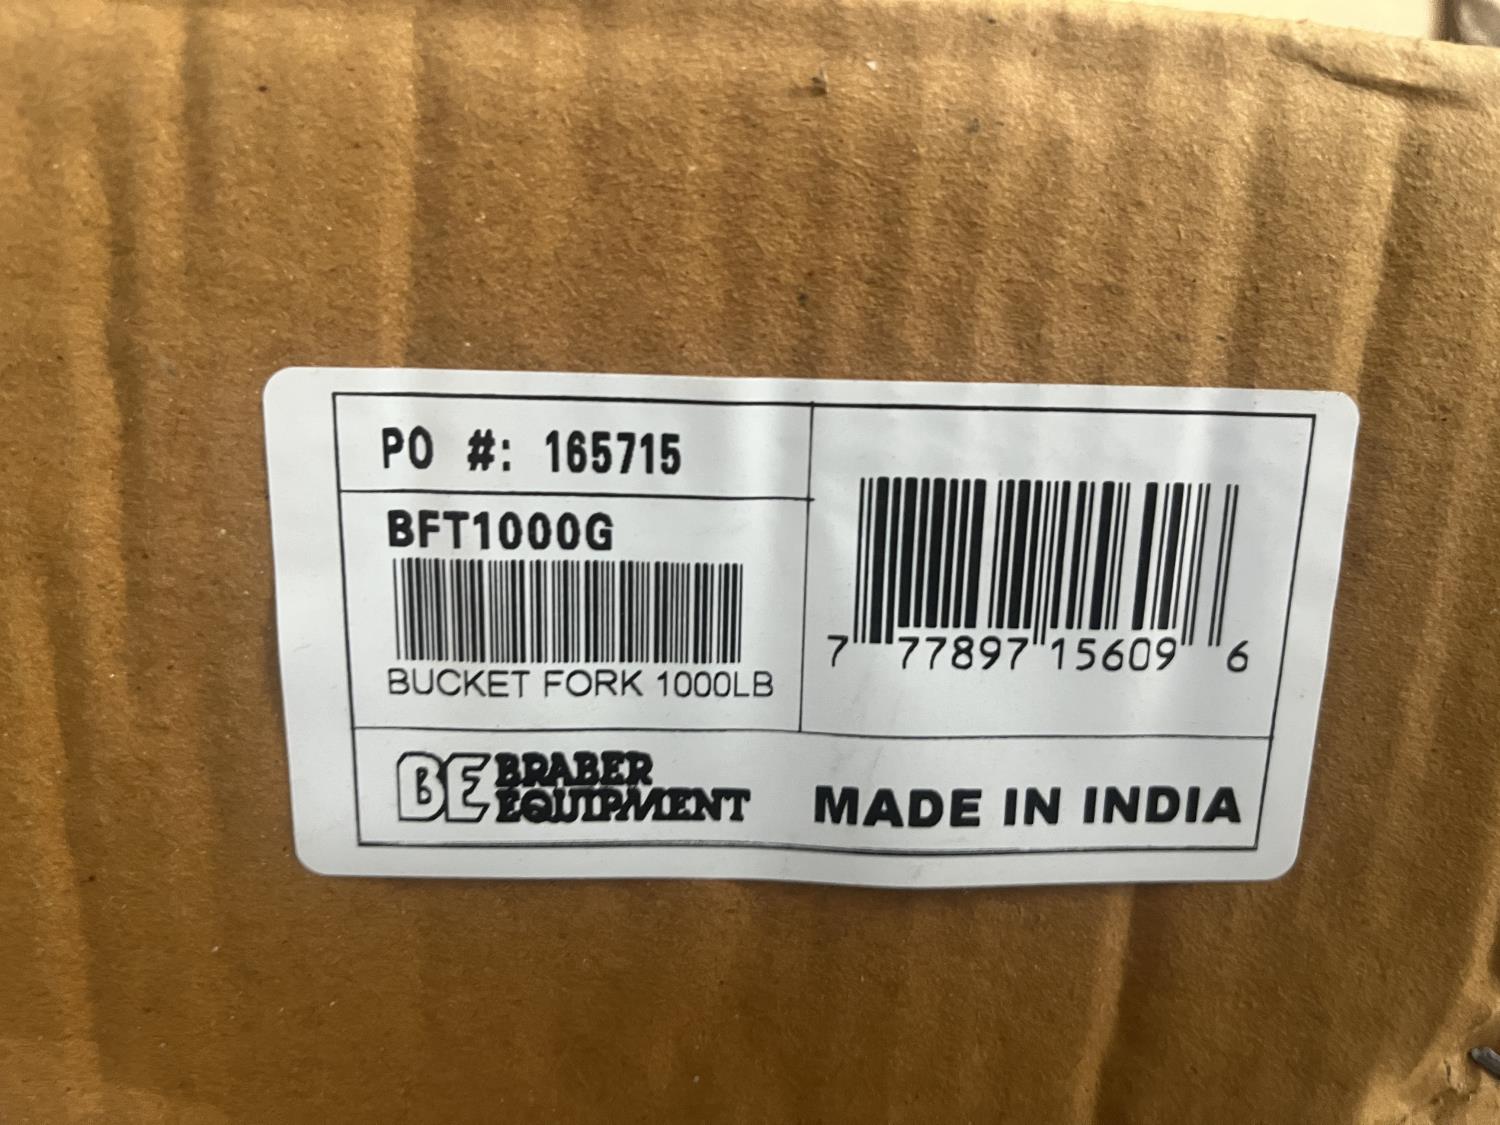 PO #: 165715
BFT1000G
BUCKET FORK 1000LB
7 77897 15609 6
BE BRABER
EQUIPMENT
MADE IN INDIA